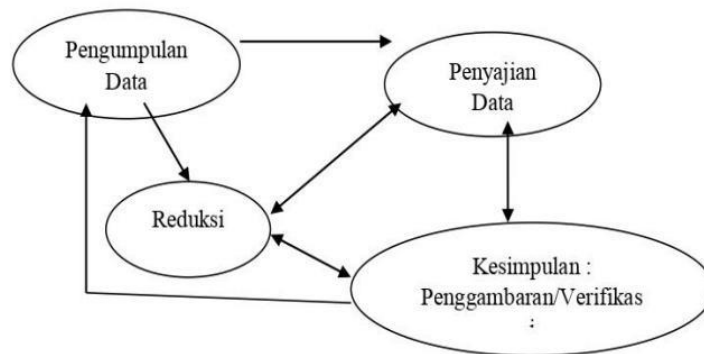 Pengumpulan
Data
Penyajian
Data
Reduksi
Kesimpulan :
Penggambaran/Verifikas